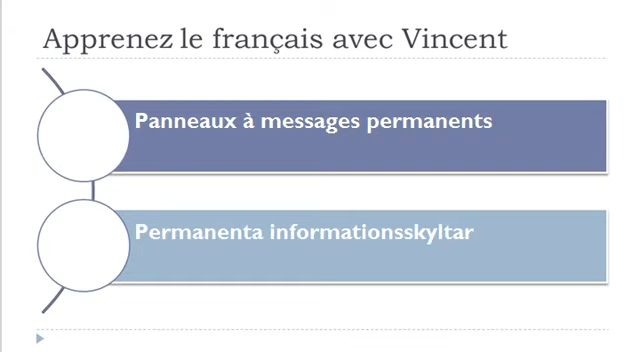 Apprenez le français avec Vincent
Panneaux à messages permanents
Permanenta informationsskyltar